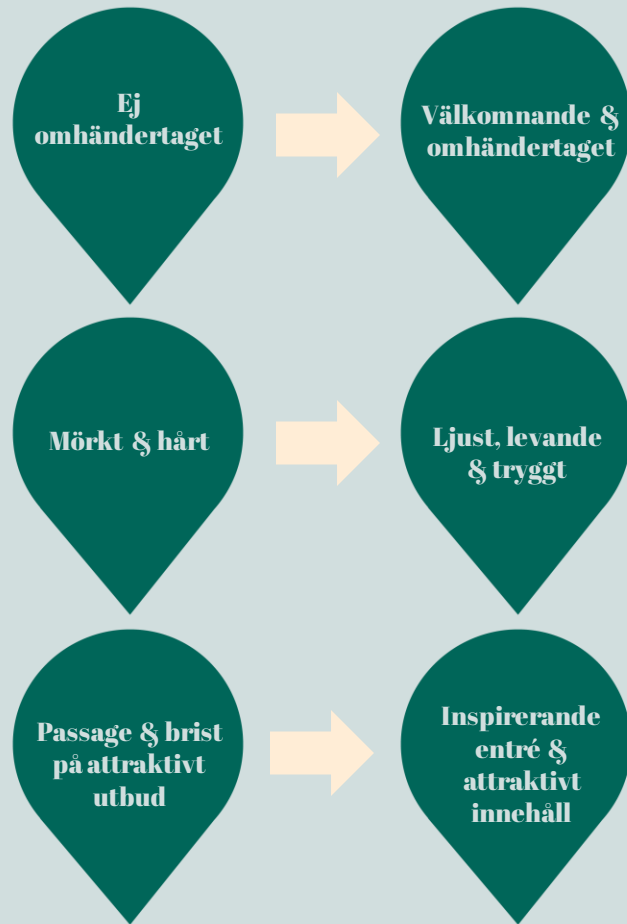 Ej
omhändertaget
Välkomnande &
omhändertaget
Mörkt & hårt
Ljust, levande
& tryggt
Passage & brist
på attraktivt
utbud
Inspirerande
entré &
attraktivt
innehåll